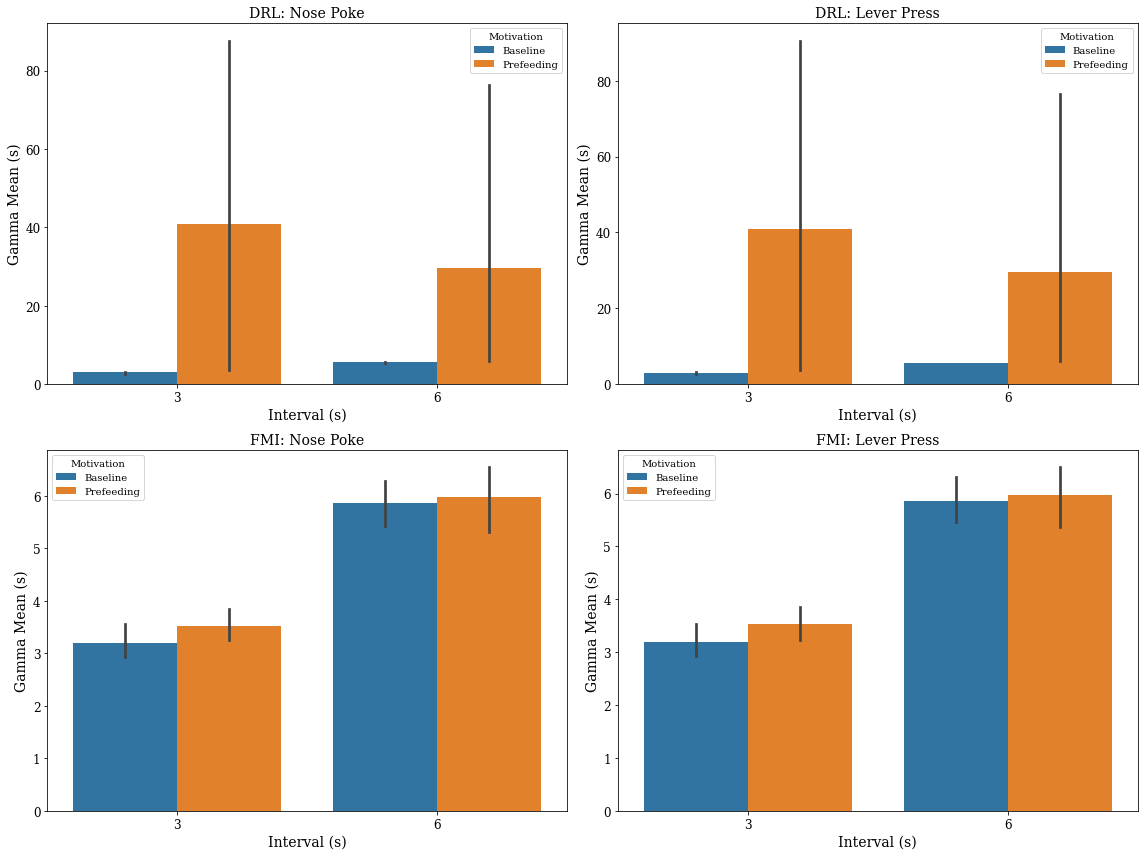 DRL: Nose Poke
Gamma Mean (s)
80
60
40
20
0
Motivation
Baseline
Prefeeding
3
6
Interval (s)
DRL: Lever Press
Gamma Mean (s)
80
60
40
20
0
Motivation
Baseline
Prefeeding
3
6
Interval (s)
FMI: Nose Poke
Gamma Mean (s)
6
5
4
3
2
1
0
Motivation
Baseline
Prefeeding
3
6
Interval (s)
FMI: Lever Press
Gamma Mean (s)
6
5
4
3
2
1
0
Motivation
Baseline
Prefeeding
3
6
Interval (s)